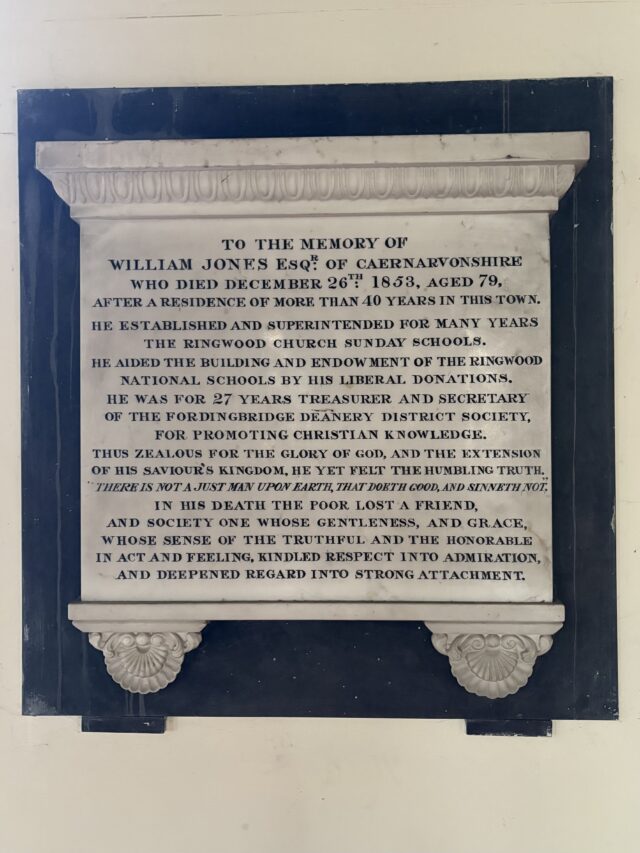 TO THE MEMORY OF
WILLIAM JONES ESQR. OF CAERNARVONSHIRE
WHO DIED DECEMBER 26TH. 1853, AGED 79,
AFTER A RESIDENCE OF MORE THAN 40 YEARS IN THIS TOWN.
HE ESTABLISHED AND SUPERINTENDED FOR MANY YEARS
THE RINGWOOD CHURCH SUNDAY SCHOOLS.
HE AIDED THE BUILDING AND ENDOWMENT OF THE RINGWOOD
NATIONAL SCHOOLS BY HIS LIBERAL DONATIONS.
HE WAS FOR 27 YEARS TREASURER AND SECRETARY
OF THE FORDINGBRIDGE DEANERY DISTRICT SOCIETY,
FOR PROMOTING CHRISTIAN KNOWLEDGE.
THUS ZEALOUS FOR THE GLORY OF GOD, AND THE EXTENSION
OF HIS SAVIOUR'S KINGDOM, HE YET FELT THE HUMBLING TRUTH.
"THERE IS NOT A JUST MAN UPON EARTH, THAT DOETH GOOD, AND SINNETH NOT."
IN HIS DEATH THE POOR LOST A FRIEND,
AND SOCIETY ONE WHOSE GENTLENESS, AND GRACE,
WHOSE SENSE OF THE TRUTHFUL AND THE HONORABLE
IN ACT AND FEELING, KINDLED RESPECT INTO ADMIRATION,
AND DEEPENED REGARD INTO STRONG ATTACHMENT.